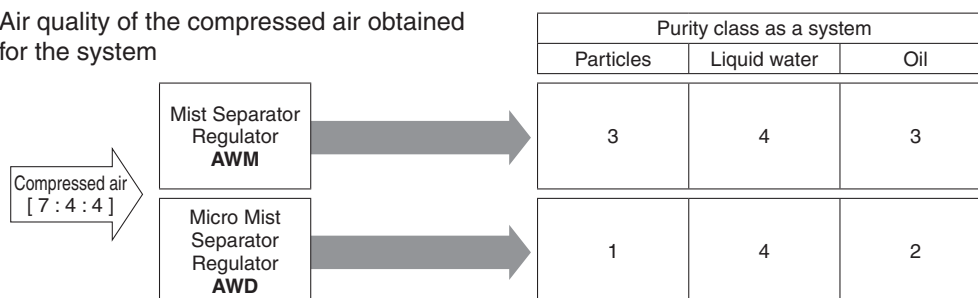 Air quality of the compressed air obtained
for the system
Purity class as a system
Particles Liquid water Oil
Mist Separator
Regulator
AWM
3 4 3
Compressed air
[ 7 : 4 : 4 ]
Micro Mist
Separator
Regulator
AWD
1 4 2